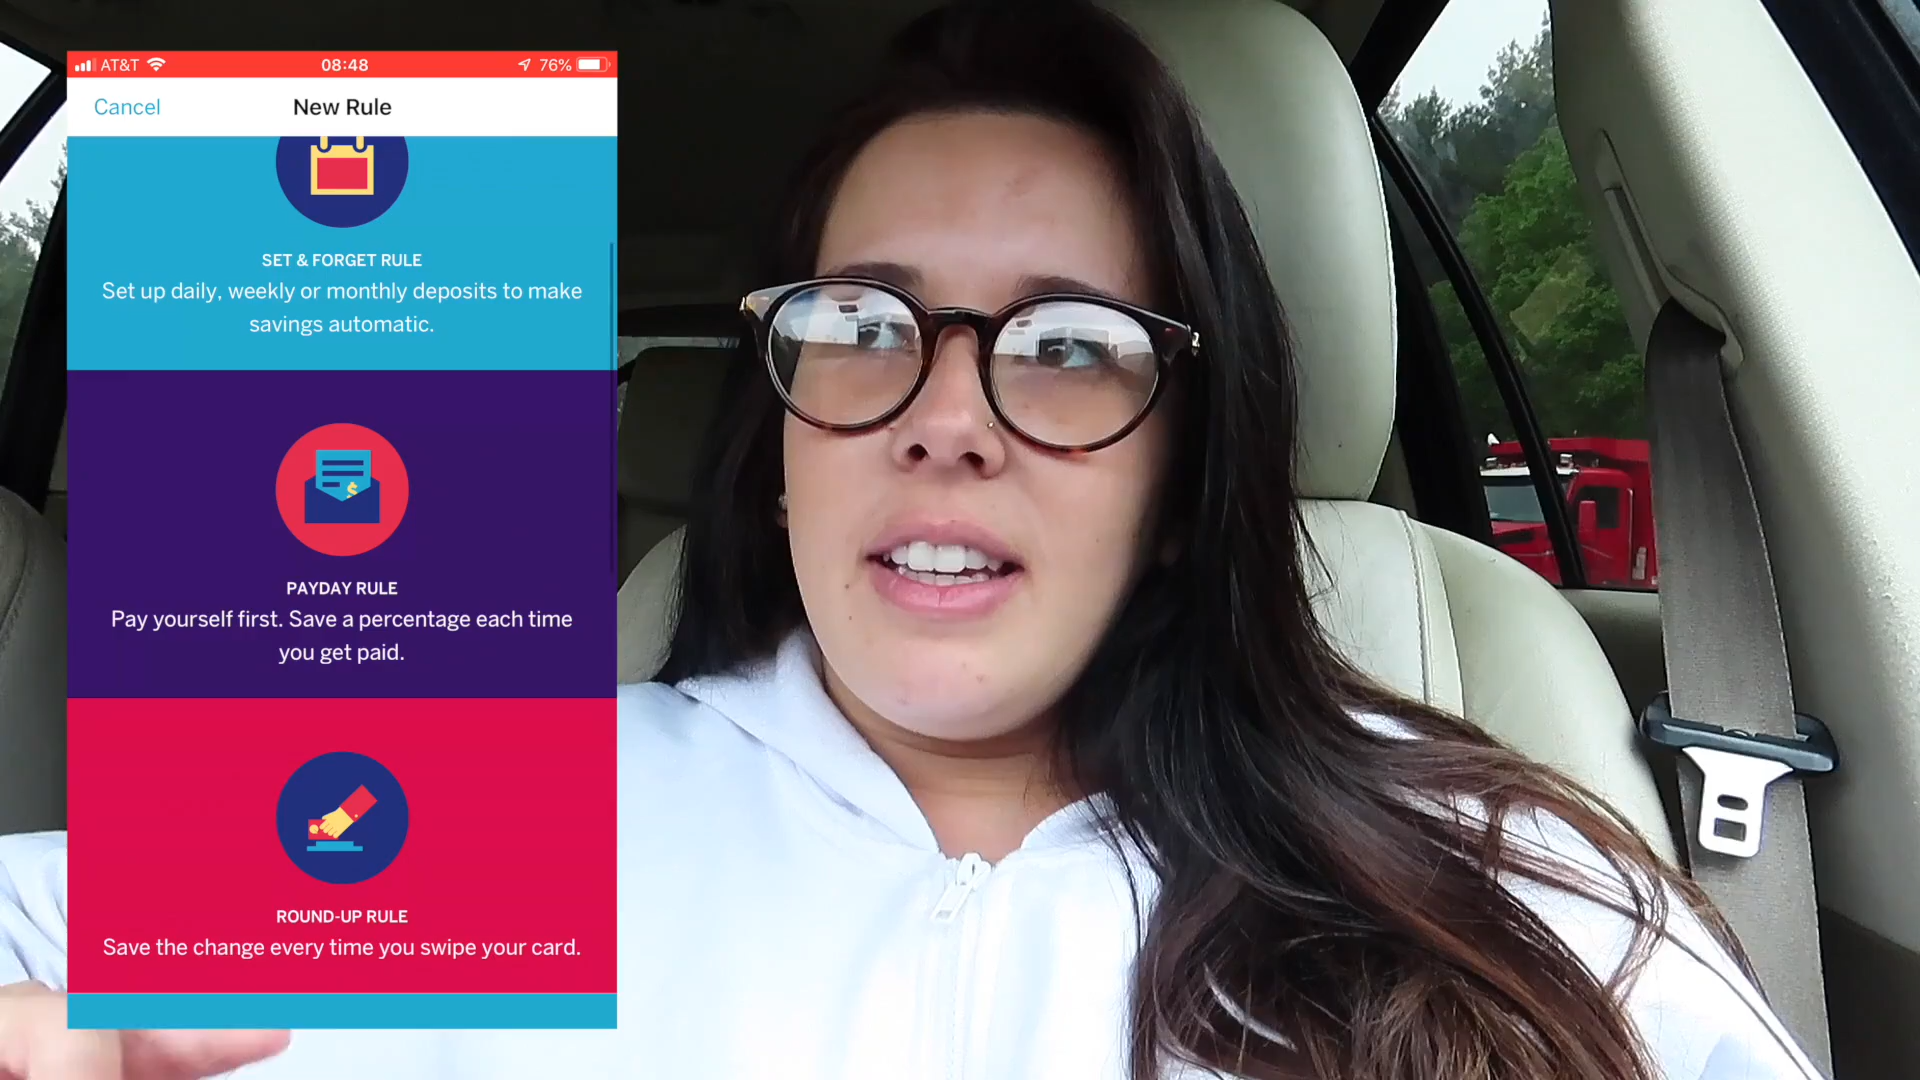 AT&T 08:48 76%
Cancel New Rule
SET & FORGET RULE
Set up daily, weekly or monthly deposits to make
savings automatic.
$
PAYDAY RULE
Pay yourself first. Save a percentage each time
you get paid.
ROUND-UP RULE
Save the change every time you swipe your card.